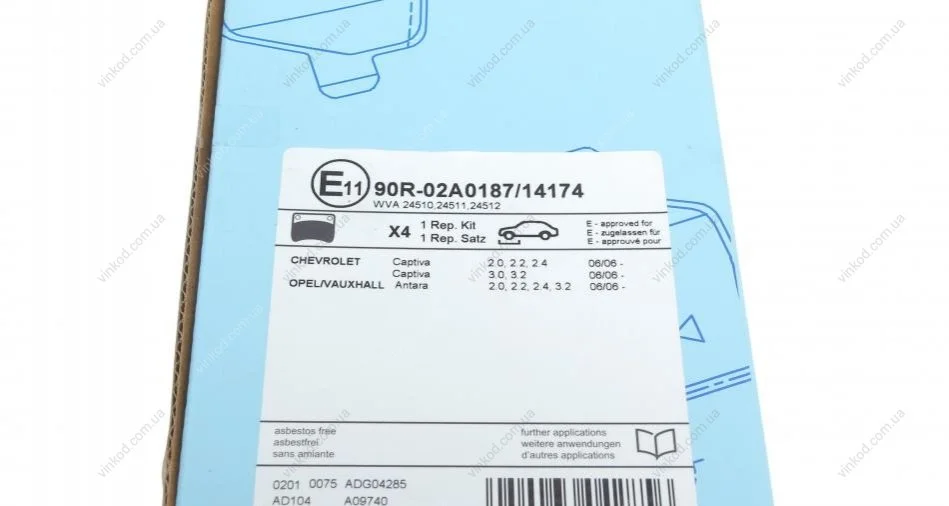 E11 90R-02A0187/14174
WVA 24510,24511,24512
X4 1 Rep. Kit
1 Rep. Satz
E - approved for
E - zugelassen für
E - approuvé pour
CHEVROLET Captiva 2.0, 2.2, 2.4 06/06 -
Captiva 3.0, 3.2 06/06 -
OPEL/VAUXHALL Antara 2.0, 2.2, 2.4, 3.2 06/06 -
asbestos free
asbestfrei
sans amiante
further applications
weitere anwendungen
d'autres applications
0201 0075 ADG04285
AD104 A09740
vinkod.com.ua